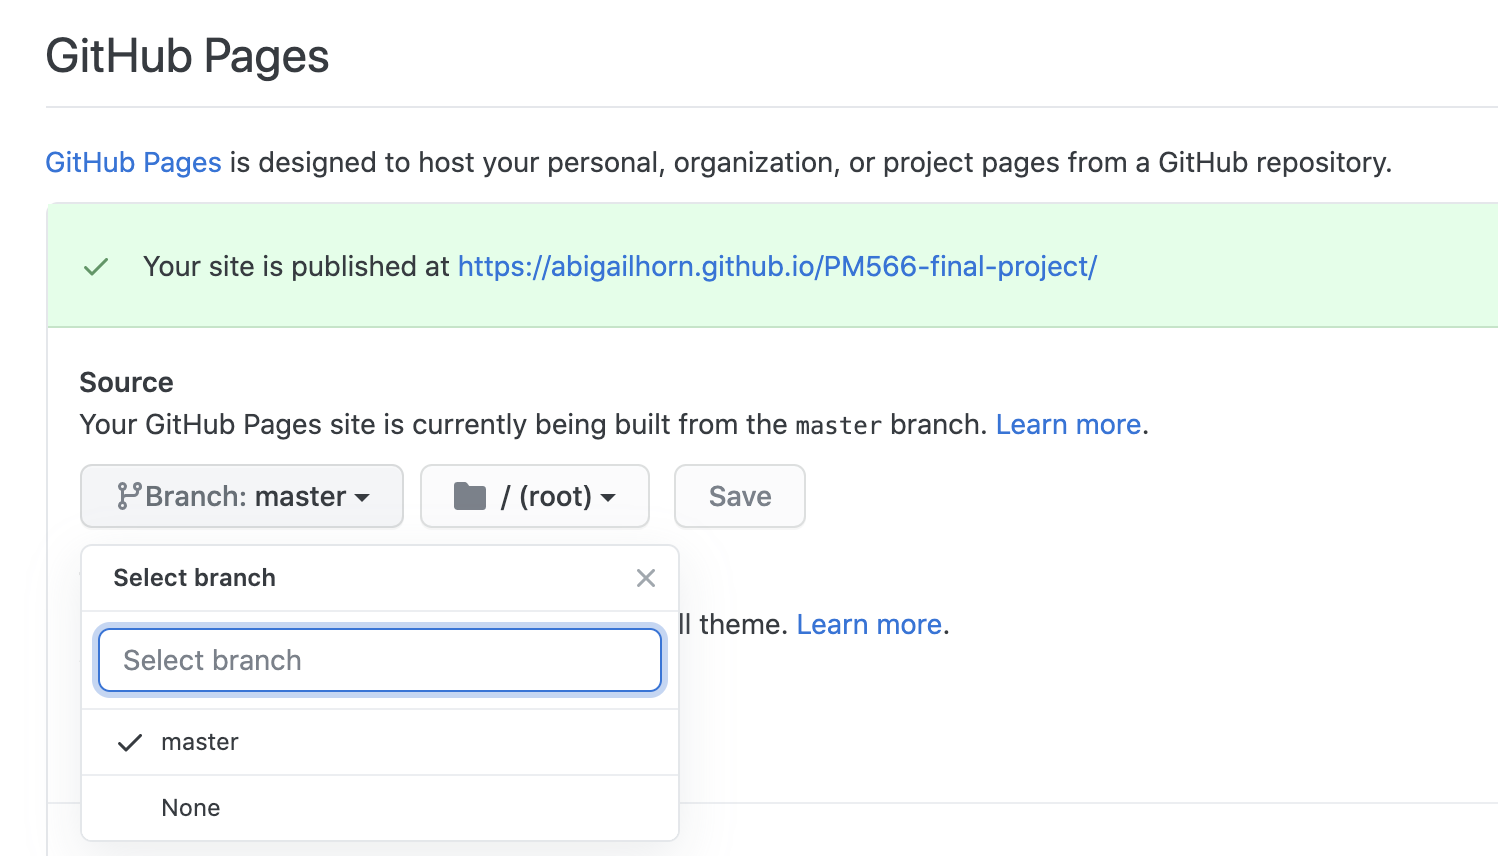 GitHub Pages
GitHub Pages is designed to host your personal, organization, or project pages from a GitHub repository.
Your site is published at https://abigailhorn.github.io/PM566-final-project/
Source
Your GitHub Pages site is currently being built from the master branch. Learn more.
Branch: master
/ (root)
Save
Select branch
ll theme. Learn more.
Select branch
master
None